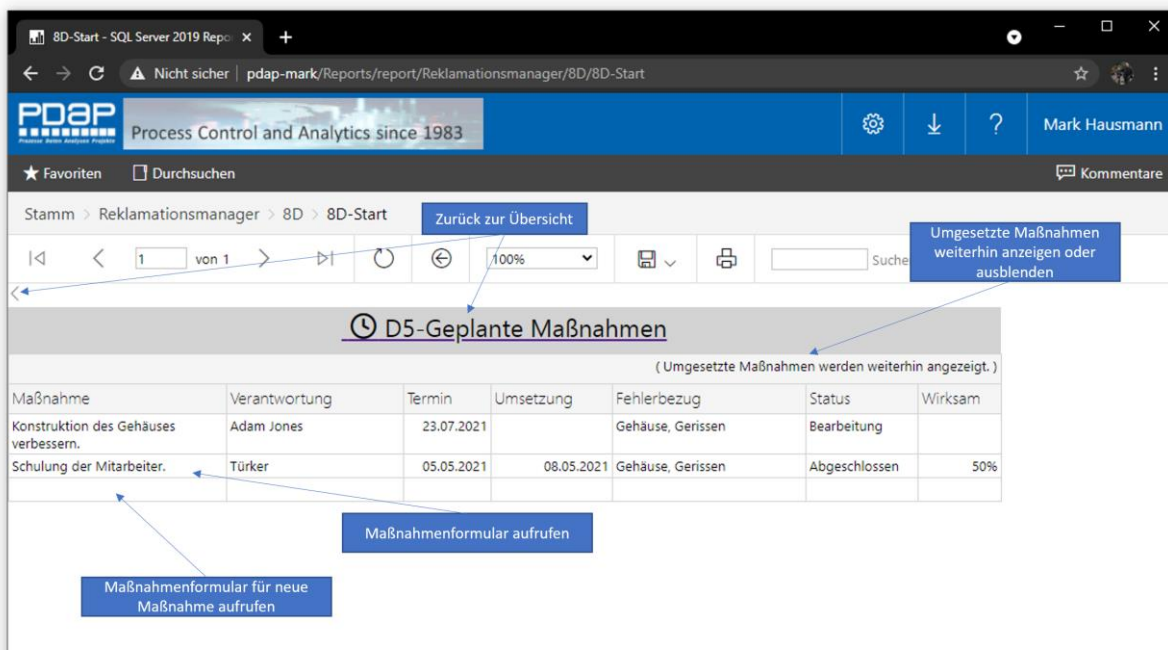 8D-Start - SQL Server 2019 Repo
Nicht sicher | pdap-mark/Reports/report/Reklamationsmanager/8D/8D-Start
PDAP
Prozesse Daten Analysen Projekte
Process Control and Analytics since 1983
? Mark Hausmann
Favoriten Durchsuchen Kommentare
Stamm > Reklamationsmanager > 8D > 8D-Start
Zurück zur Übersicht
Umgesetzte Maßnahmen
weiterhin anzeigen oder
ausblenden
1 von 1 100% Suche
D5-Geplante Maßnahmen
( Umgesetzte Maßnahmen werden weiterhin angezeigt. )
Maßnahme Verantwortung Termin Umsetzung Fehlerbezug Status Wirksam
Konstruktion des Gehäuses Adam Jones 23.07.2021 Gehäuse, Gerissen Bearbeitung
verbessern.
Schulung der Mitarbeiter. Türker 05.05.2021 08.05.2021 Gehäuse, Gerissen Abgeschlossen 50%
Maßnahmenformular aufrufen
Maßnahmenformular für neue
Maßnahme aufrufen